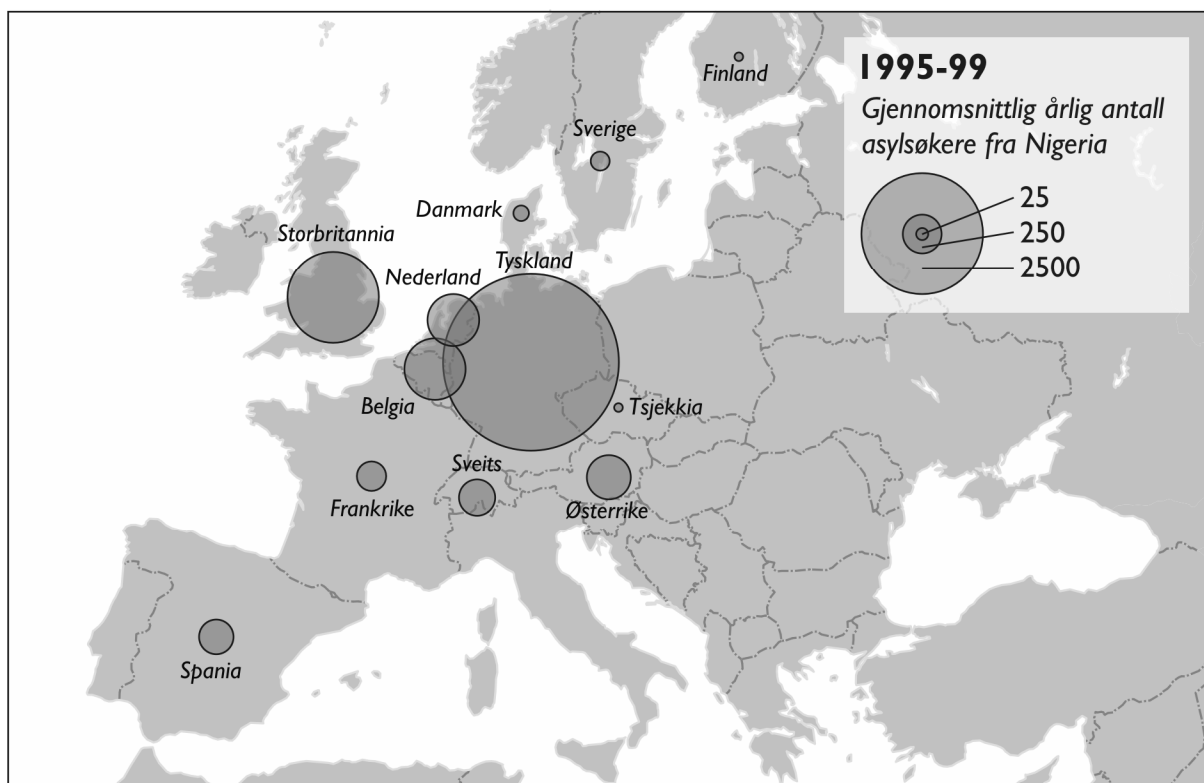 1995-99
Gjennomsnittlig årlig antall
asylsøkere fra Nigeria
25
250
2500
Finland
Sverige
Danmark
Storbritannia
Tyskland
Nederland
Belgia
Tsjekkia
Sveits
Frankrike
Østerrike
Spania